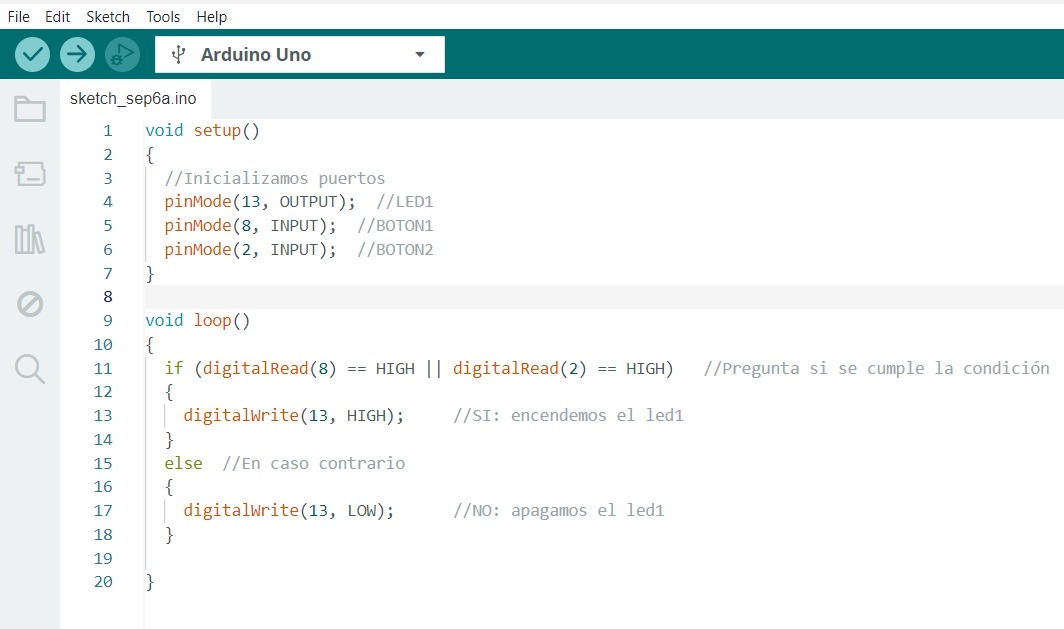 File Edit Sketch Tools Help
Arduino Uno
sketch_sep6a.ino
1 void setup()
2 {
3 //Inicializamos puertos
4 pinMode(13, OUTPUT); //LED1
5 pinMode(8, INPUT); //BOTON1
6 pinMode(2, INPUT); //BOTON2
7 }
8
9 void loop()
10 {
11 if (digitalRead(8) == HIGH || digitalRead(2) == HIGH) //Pregunta si se cumple la condición
12 {
13 digitalWrite(13, HIGH); //SI: encendemos el led1
14 }
15 else //En caso contrario
16 {
17 digitalWrite(13, LOW); //NO: apagamos el led1
18 }
19
20 }